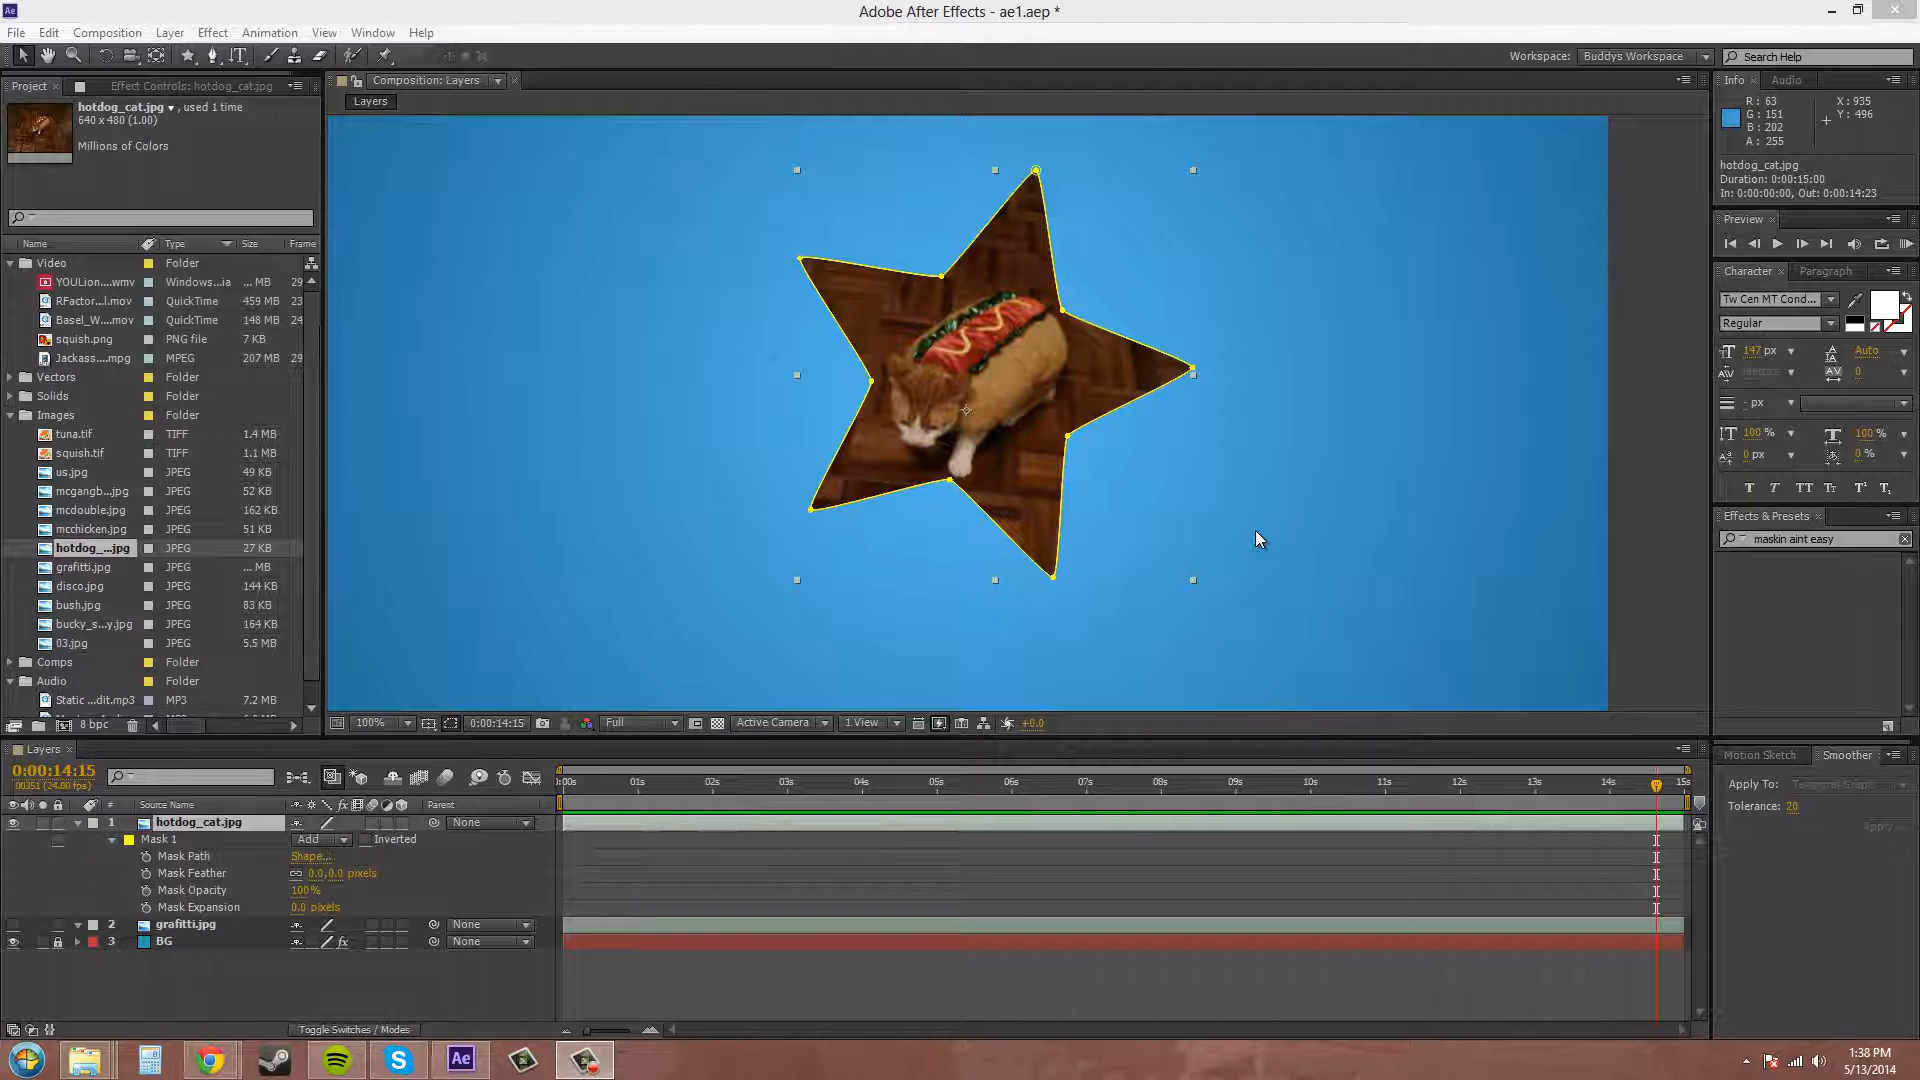 Adobe After Effects - ae1.aep *
File Edit Composition Layer Effect Animation View Window Help
Workspace: Buddys Workspace Search Help
Project Effect Controls: hotdog_cat.jpg
hotdog_cat.jpg , used 1 time
640 x 480 (1.00)
Millions of Colors
Name Type Size Frame
Video Folder
YOULion....wmv Windows...ia ... MB 29
RFactor...l.mov QuickTime 459 MB 23
Basel_W....mov QuickTime 148 MB 24
squish.png PNG file 7 KB
Jackass....mpg MPEG 207 MB 29
Vectors Folder
Solids Folder
Images Folder
tuna.tif TIFF 1.4 MB
squish.tif TIFF 1.1 MB
us.jpg JPEG 49 KB
mcgangb...jpg JPEG 52 KB
mcdouble.jpg JPEG 162 KB
mcchicken.jpg JPEG 51 KB
hotdog_...jpg JPEG 27 KB
grafitti.jpg JPEG ... MB
disco.jpg JPEG 144 KB
bush.jpg JPEG 83 KB
bucky_s...y.jpg JPEG 164 KB
03.jpg JPEG 5.5 MB
Comps Folder
Audio Folder
Static ...dit.mp3 MP3 7.2 MB
8 bpc
Composition: Layers
Layers
100% 0:00:14:15 Full Active Camera 1 View +0.0
Info Audio
R : 63 X : 935
G : 151 Y : 496
B : 202
A : 255
hotdog_cat.jpg
Duration: 0:00:15:00
In: 0:00:00:00, Out: 0:00:14:23
Preview
Character Paragraph
Tw Cen MT Cond...
Regular
147 px Auto
Metrics 0
- px
100 % 100 %
0 px 0 %
T T TT Tt T¹ T₁
Effects & Presets
maskin aint easy
Motion Sketch Smoother
Apply To:
Tolerance: 20
Apply
Layers
0:00:14:15
00351 (24.00 fps)
:00s 01s 02s 03s 04s 05s 06s 07s 08s 09s 10s 11s 12s 13s 14s 15s
# Source Name fx Parent
1 hotdog_cat.jpg None
Mask 1 Add Inverted
Mask Path Shape...
Mask Feather 0.0,0.0 pixels
Mask Opacity 100%
Mask Expansion 0.0 pixels
2 grafitti.jpg None
3 BG fx None
Toggle Switches / Modes
1:38 PM
5/13/2014